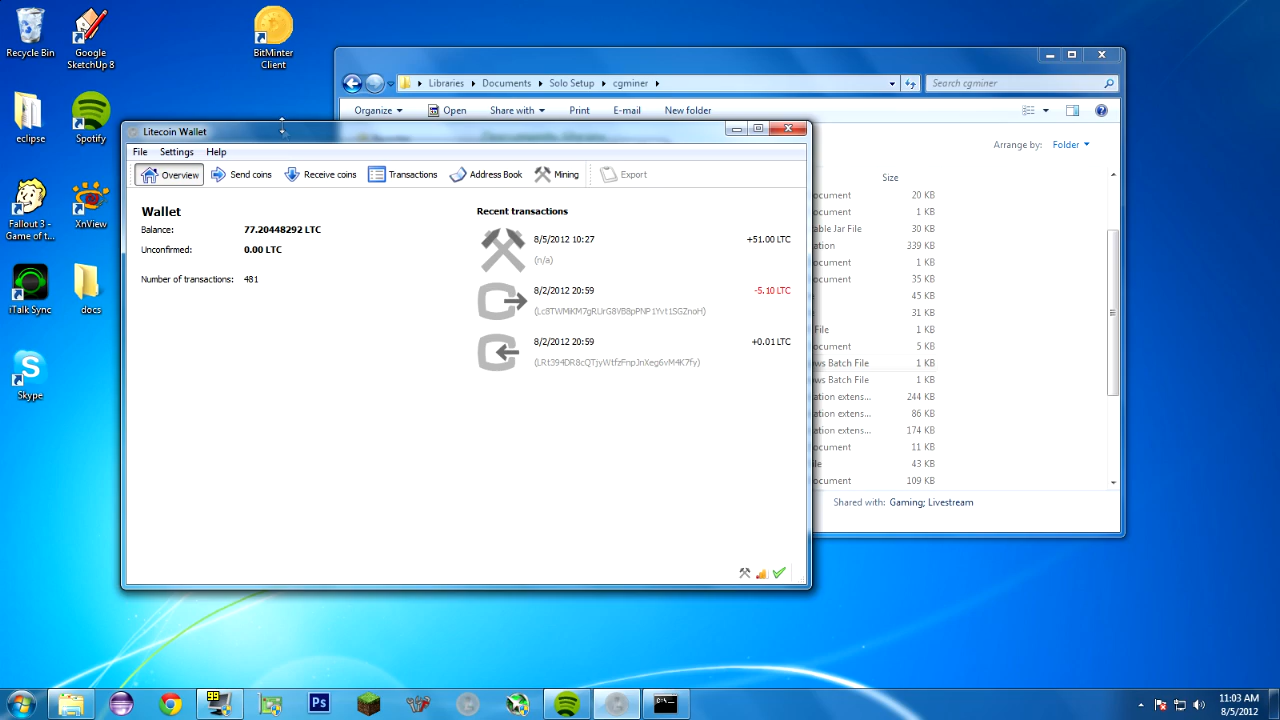 Recycle Bin
Google
SketchUp 8
BitMinter
Client
eclipse
Spotify
Fallout 3 -
Game of t...
XnView
iTalk Sync
docs
Skype
Libraries
Documents
Solo Setup
cgminer
Search cgminer
Organize
Open
Share with
Print
E-mail
New folder
Arrange by: Folder
Size
ocument 20 KB
ocument 1 KB
table Jar File 30 KB
ration 339 KB
ocument 1 KB
ocument 35 KB
45 KB
31 KB
File 1 KB
ocument 5 KB
ws Batch File 1 KB
ws Batch File 1 KB
ation extens... 244 KB
ation extens... 86 KB
ation extens... 174 KB
ocument 11 KB
ile 43 KB
ocument 109 KB
Shared with: Gaming; Livestream
Litecoin Wallet
File Settings Help
Overview Send coins Receive coins Transactions Address Book Mining Export
Wallet
Balance: 77.20448292 LTC
Unconfirmed: 0.00 LTC
Number of transactions: 481
Recent transactions
8/5/2012 10:27 +51.00 LTC
(n/a)
8/2/2012 20:59 -5.10 LTC
8/2/2012 20:59 +0.01 LTC
99
Ps
C:\.
11:03 AM
8/5/2012